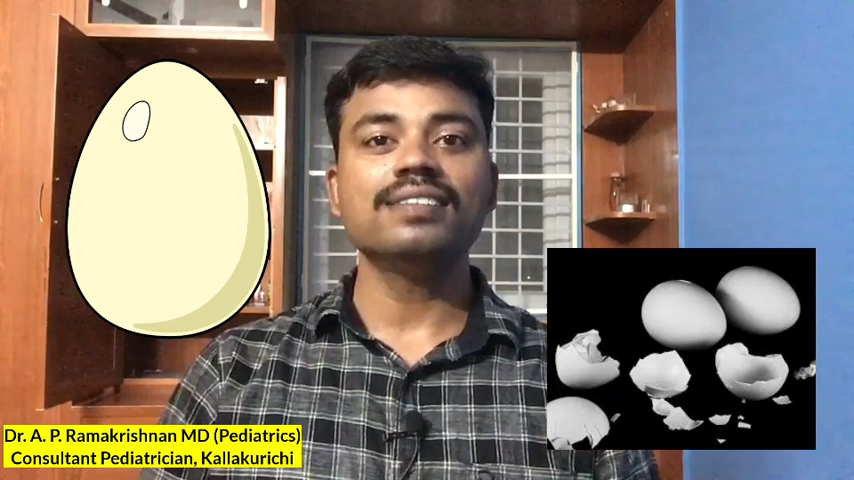 Dr. A. P. Ramakrishnan MD (Pediatrics)
Consultant Pediatrician, Kallakurichi